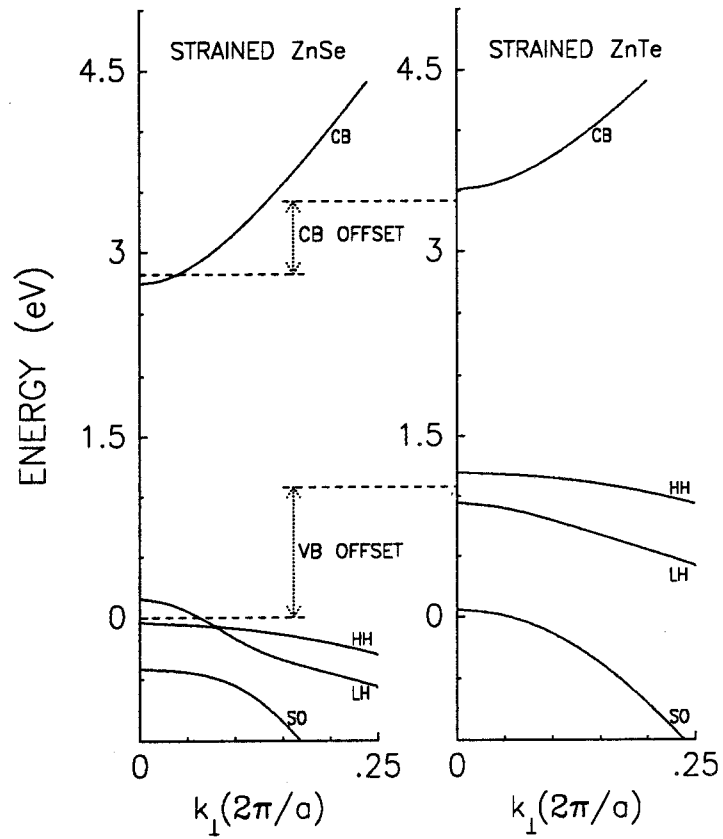 STRAINED ZnSe
STRAINED ZnTe
4.5
4.5
CB
CB
CB OFFSET
3
3
ENERGY (eV)
1.5
1.5
HH
LH
VB OFFSET
0
0
HH
LH
SO
SO
0
.25
0
.25
k⊥(2π/a)
k⊥(2π/a)